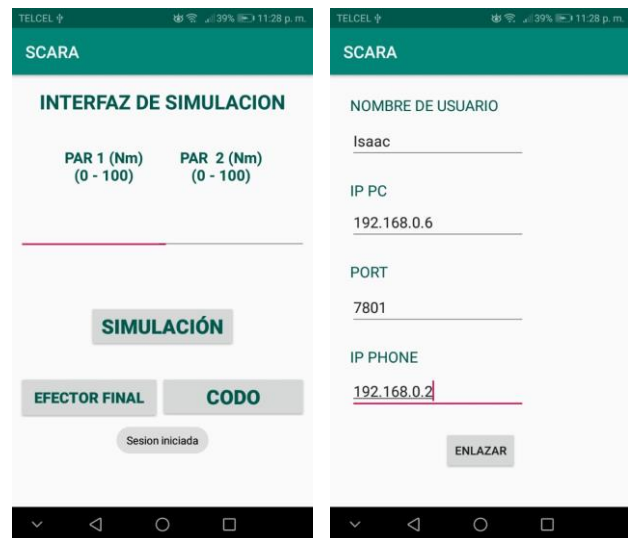 TELCEL 39% 11:28 p. m.
SCARA
INTERFAZ DE SIMULACION
PAR 1 (Nm)
(0 - 100)
PAR 2 (Nm)
(0 - 100)
SIMULACIÓN
EFECTOR FINAL
CODO
Sesion iniciada
TELCEL 39% 11:28 p. m.
SCARA
NOMBRE DE USUARIO
Isaac
IP PC
192.168.0.6
PORT
7801
IP PHONE
192.168.0.2
ENLAZAR